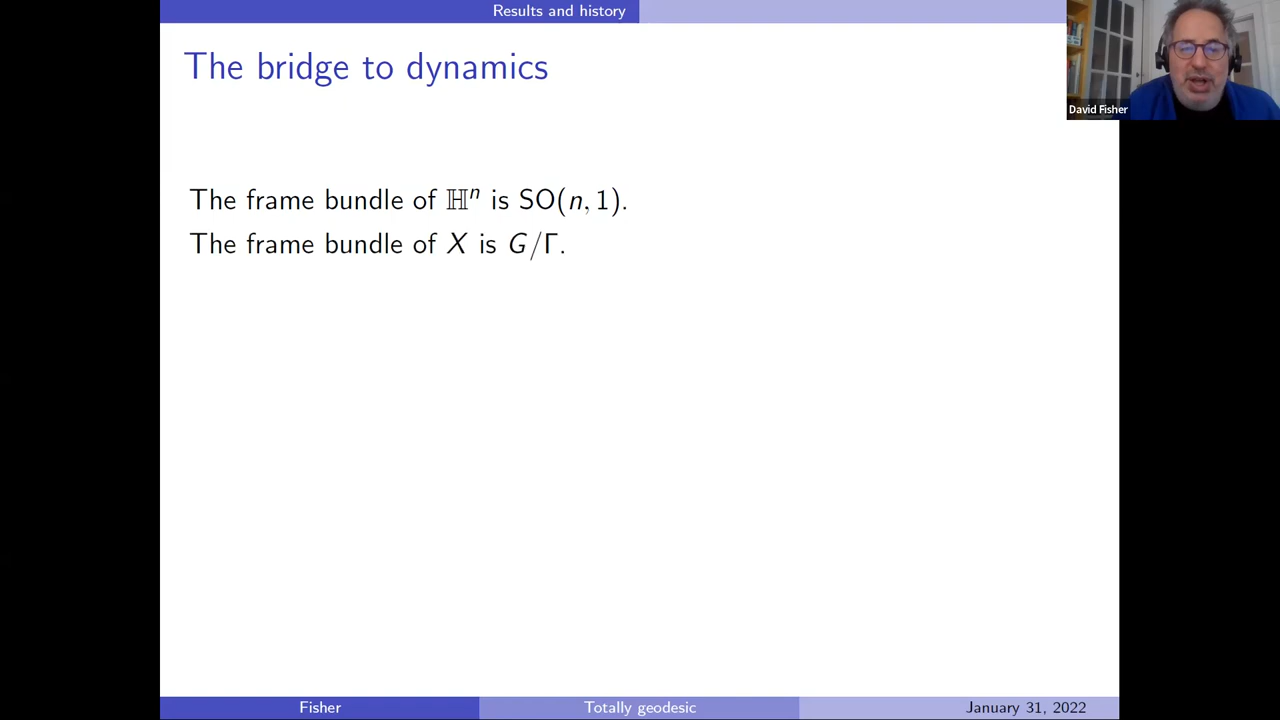 Results and history
The bridge to dynamics
David Fisher
The frame bundle of ℍⁿ is SO(n, 1).
The frame bundle of X is G/Γ.
Fisher
Totally geodesic
January 31, 2022